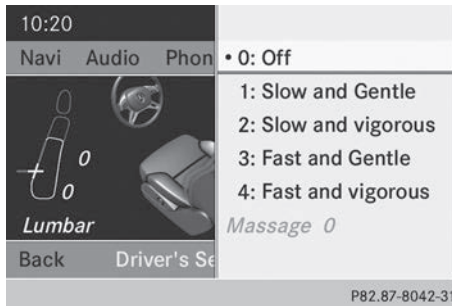 10:20
Navi Audio Phon
• 0: Off
1: Slow and Gentle
2: Slow and vigorous
3: Fast and Gentle
4: Fast and vigorous
Massage 0
0
0
Lumbar
Back Driver's Se
P82.87-8042-31